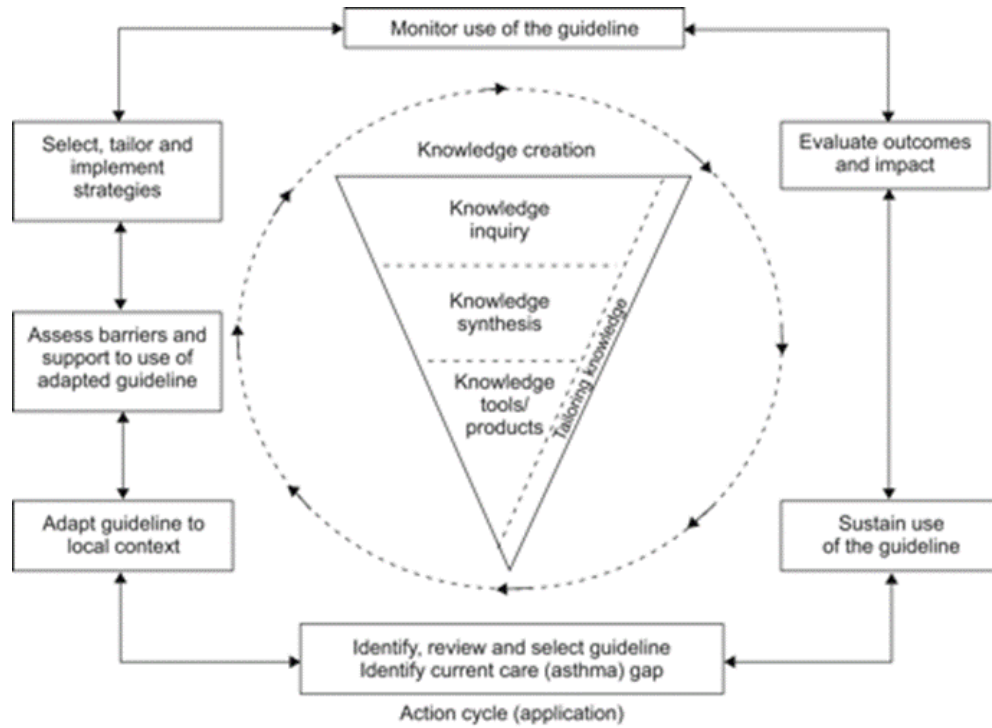 Monitor use of the guideline
Select, tailor and
implement
strategies
Evaluate outcomes
and impact
Knowledge creation
Knowledge
inquiry
Knowledge
synthesis
Knowledge
tools/
products
Tailoring knowledge
Assess barriers and
support to use of
adapted guideline
Adapt guideline to
local context
Sustain use
of the guideline
Identify, review and select guideline
Identify current care (asthma) gap
Action cycle (application)